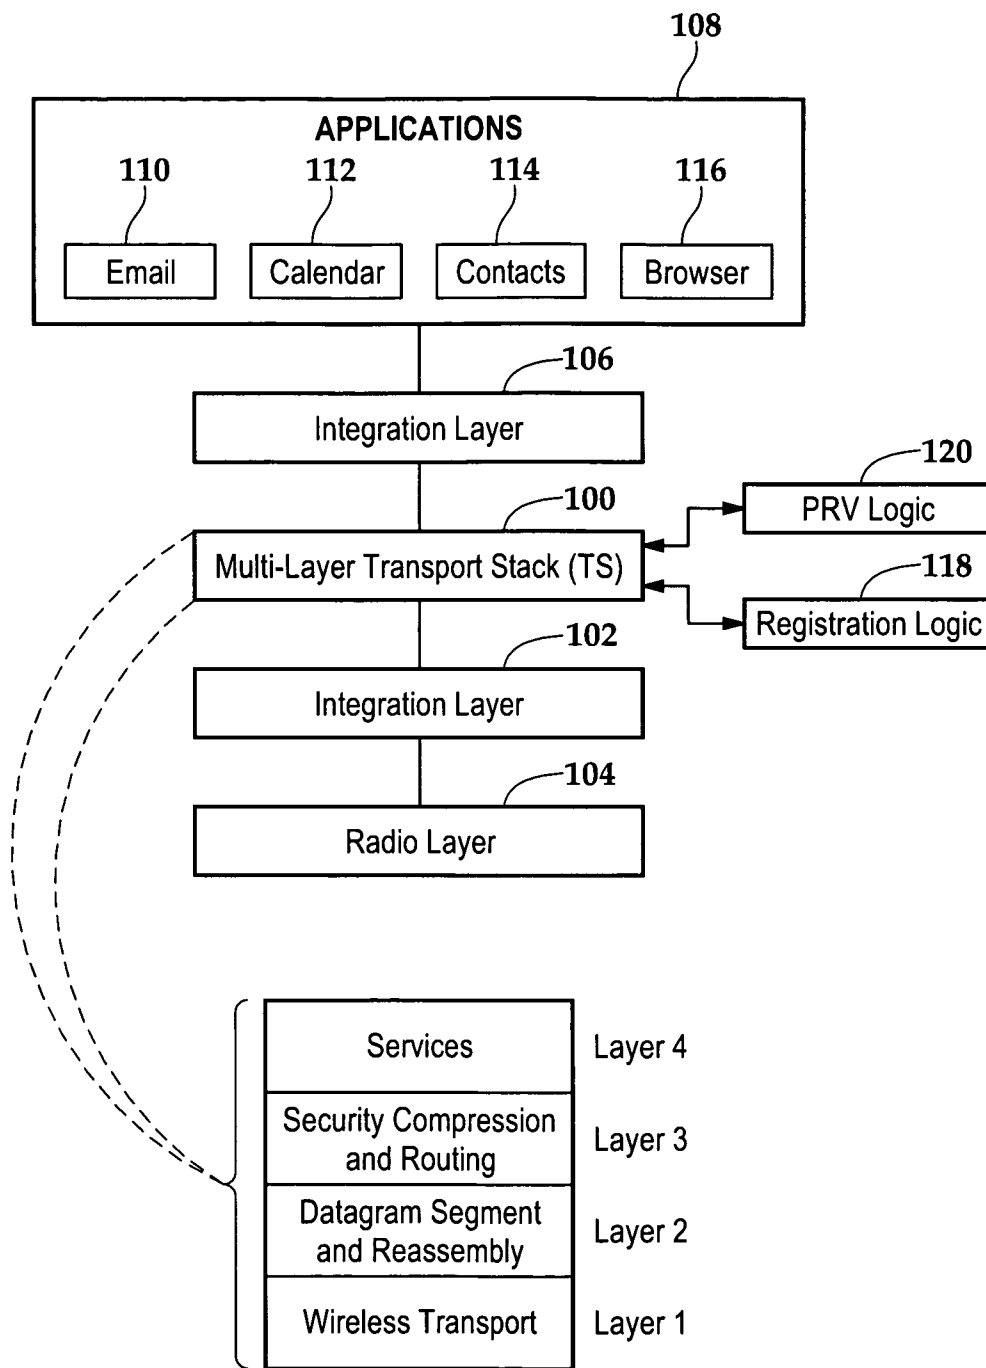 108
APPLICATIONS
110 112 114 116
Email Calendar Contacts Browser
106
Integration Layer
100
Multi-Layer Transport Stack (TS)
120
PRV Logic
118
Registration Logic
102
Integration Layer
104
Radio Layer
Services Layer 4
Security Compression
and Routing
Layer 3
Datagram Segment
and Reassembly
Layer 2
Wireless Transport Layer 1